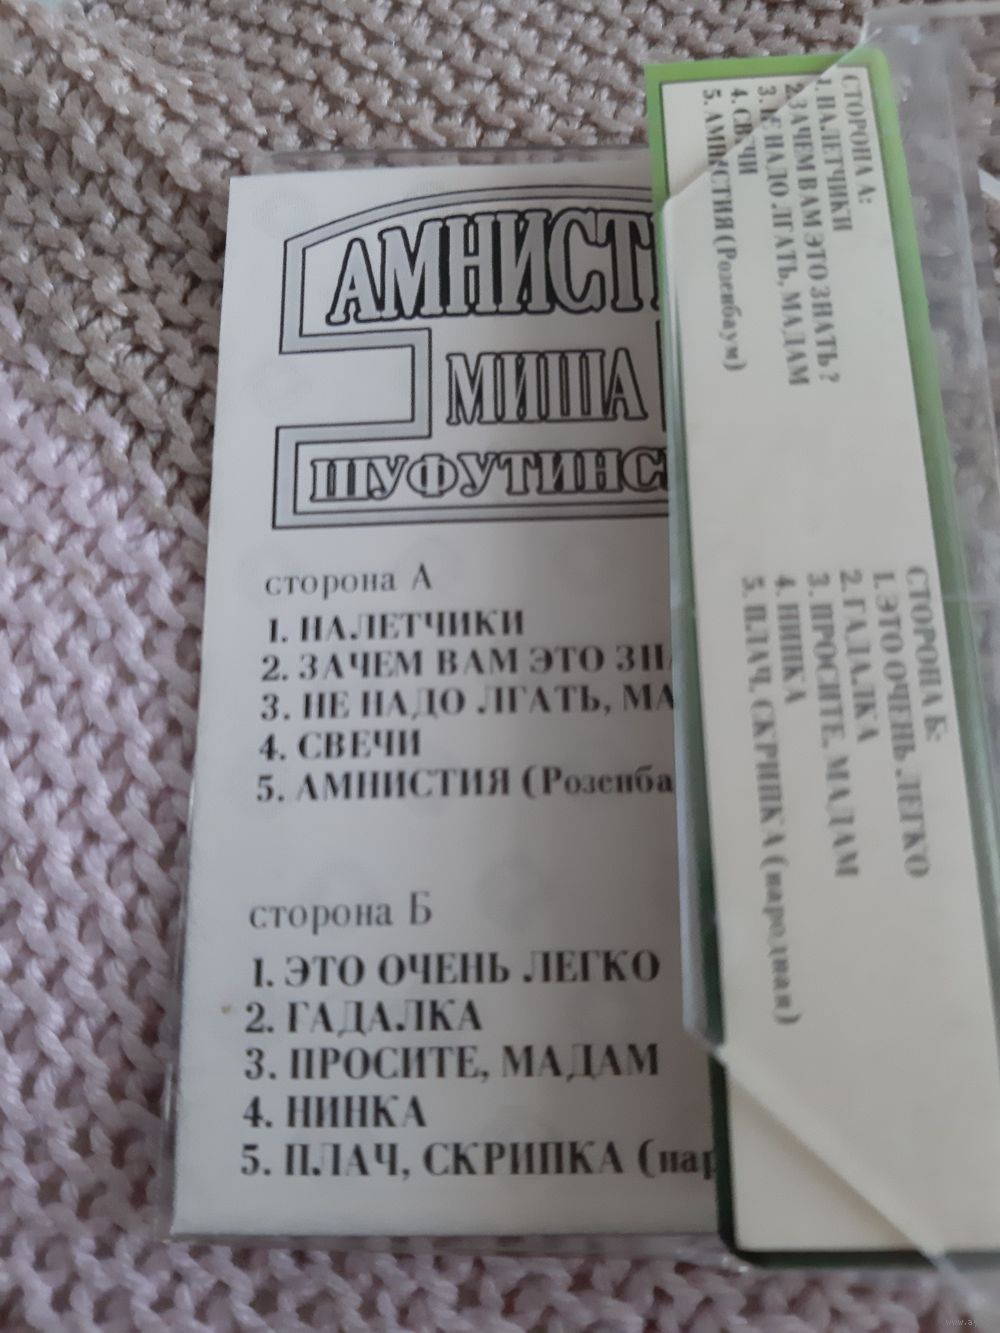 АМНИСТИ
МИША
ШУФУТИНС
сторона А
1. НАЛЕТЧИКИ
2. ЗАЧЕМ ВАМ ЭТО ЗНА
3. НЕ НАДО ЛГАТЬ, МА
4. СВЕЧИ
5. АМНИСТИЯ (Розенба
сторона Б
1. ЭТО ОЧЕНЬ ЛЕГКО
2. ГАДАЛКА
3. ПРОСИТЕ, МАДАМ
4. НИНКА
5. ПЛАЧ, СКРИПКА (нар
СТОРОНА А:
1. НАЛЕТЧИКИ
2. ЗАЧЕМ ВАМ ЭТО ЗНАТЬ?
3. НЕ НАДО ЛГАТЬ, МАДАМ
4. СВЕЧИ
5. АМНИСТИЯ (Розенбаум)
СТОРОНА Б:
1. ЭТО ОЧЕНЬ ЛЕГКО
2. ГАДАЛКА
3. ПРОСИТЕ, МАДАМ
4. НИНКА
5. ПЛАЧ, СКРИПКА (народная)